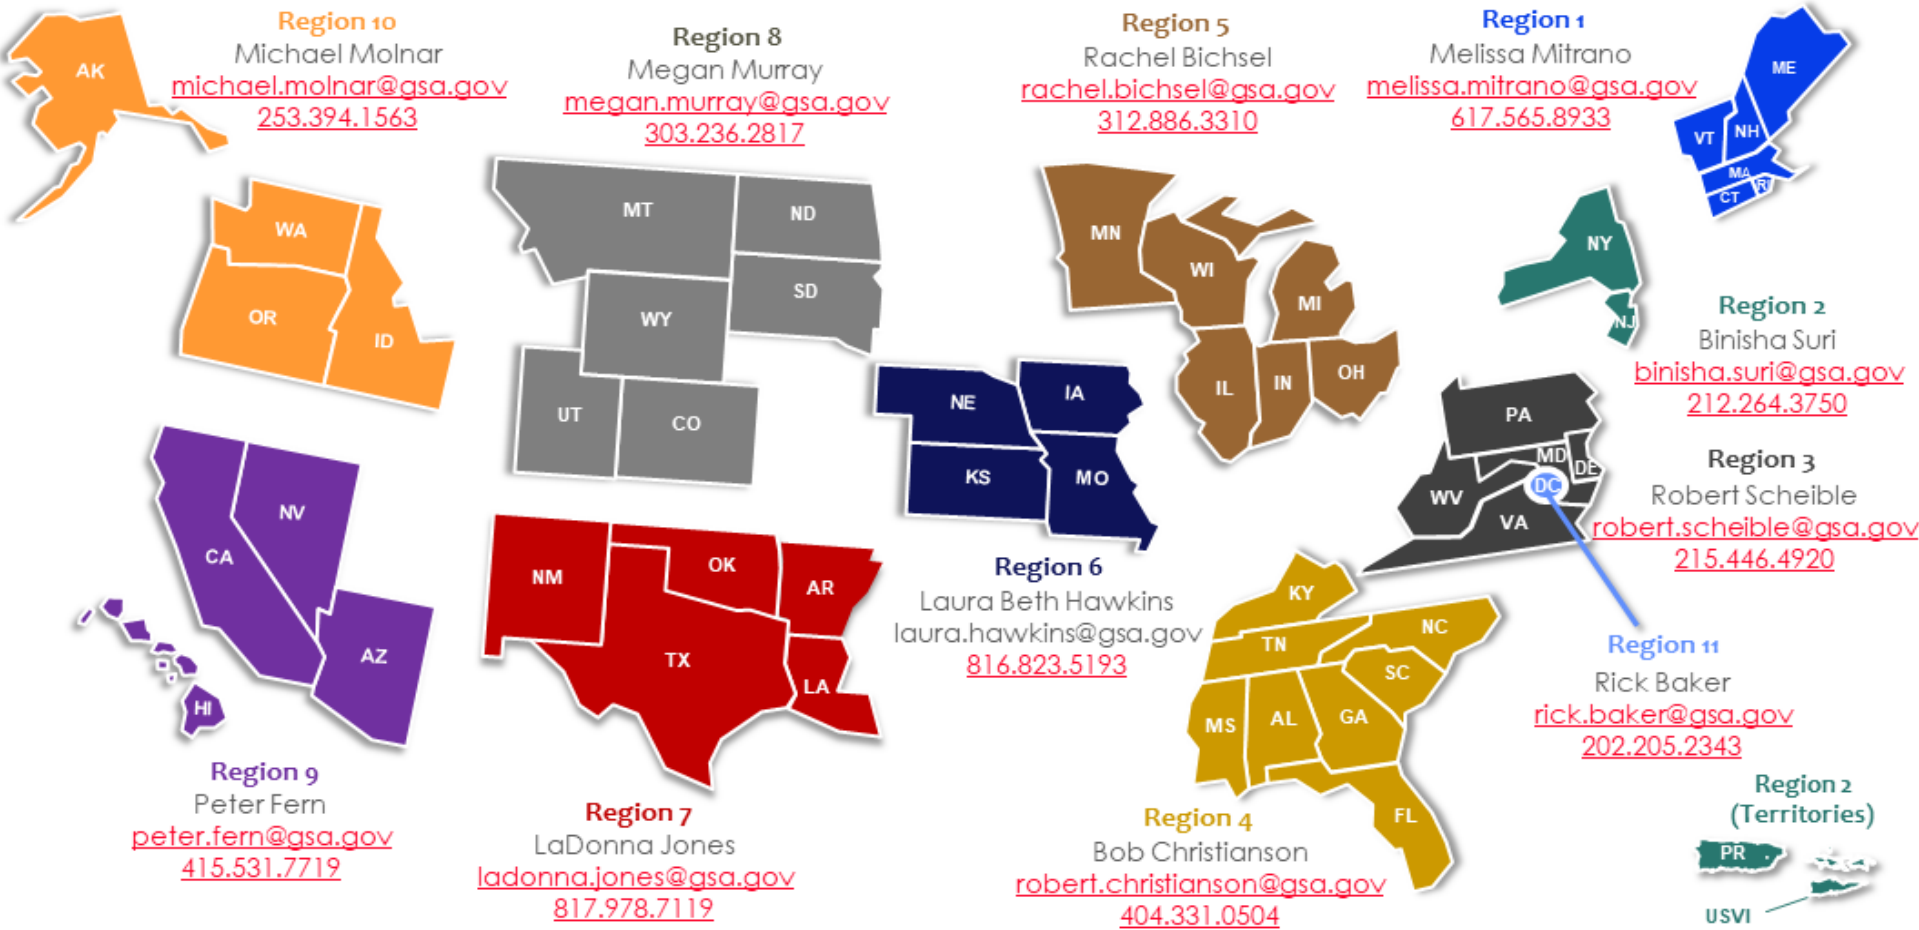 Region 10
Michael Molnar
michael.molnar@gsa.gov
253.394.1563
AK
WA
OR
ID
Region 8
Megan Murray
megan.murray@gsa.gov
303.236.2817
MT
ND
SD
WY
UT
CO
Region 5
Rachel Bichsel
rachel.bichsel@gsa.gov
312.886.3310
MN
WI
MI
IL
IN
OH
Region 1
Melissa Mitrano
melissa.mitrano@gsa.gov
617.565.8933
ME
VT
NH
MA
RI
CT
NY
NJ
Region 2
Binisha Suri
binisha.suri@gsa.gov
212.264.3750
PA
MD
DE
DC
WV
VA
Region 3
Robert Scheible
robert.scheible@gsa.gov
215.446.4920
NE
IA
KS
MO
Region 6
Laura Beth Hawkins
laura.hawkins@gsa.gov
816.823.5193
NV
CA
AZ
HI
Region 9
Peter Fern
peter.fern@gsa.gov
415.531.7719
NM
OK
AR
TX
LA
Region 7
LaDonna Jones
ladonna.jones@gsa.gov
817.978.7119
KY
TN
NC
SC
MS
AL
GA
FL
Region 4
Bob Christianson
robert.christianson@gsa.gov
404.331.0504
Region 11
Rick Baker
rick.baker@gsa.gov
202.205.2343
Region 2
(Territories)
PR
USVI